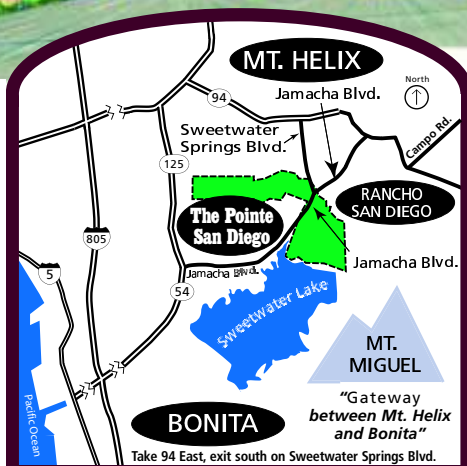 MT. HELIX
North
Jamacha Blvd.
94
Campo Rd.
Sweetwater
Springs Blvd.
125
RANCHO
SAN DIEGO
The Pointe
San Diego
805
Jamacha Blvd.
Jamacha Blvd.
5
54
Sweetwater Lake
MT.
MIGUEL
Pacific Ocean
"Gateway
between Mt. Helix
and Bonita"
BONITA
Take 94 East, exit south on Sweetwater Springs Blvd.